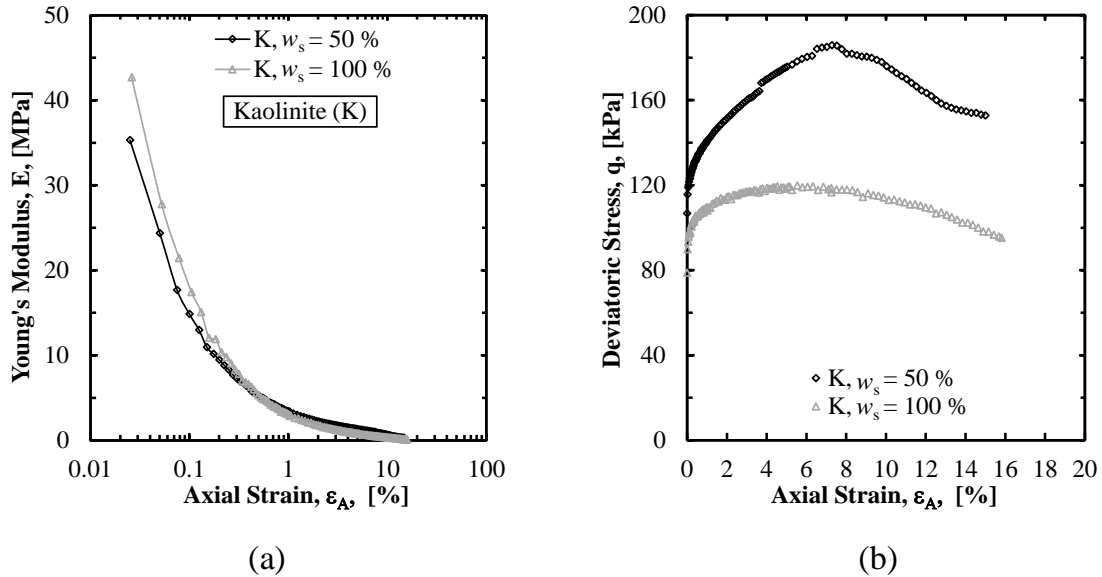 50
40
30
20
10
0
Young's Modulus, E, [MPa]
K, ws = 50 %
K, ws = 100 %
Kaolinite (K)
0.01 0.1 1 10 100
Axial Strain, εA, [%]
(a)
200
160
120
80
40
0
Deviatoric Stress, q, [kPa]
K, ws = 50 %
K, ws = 100 %
0 2 4 6 8 10 12 14 16 18 20
Axial Strain, εA, [%]
(b)